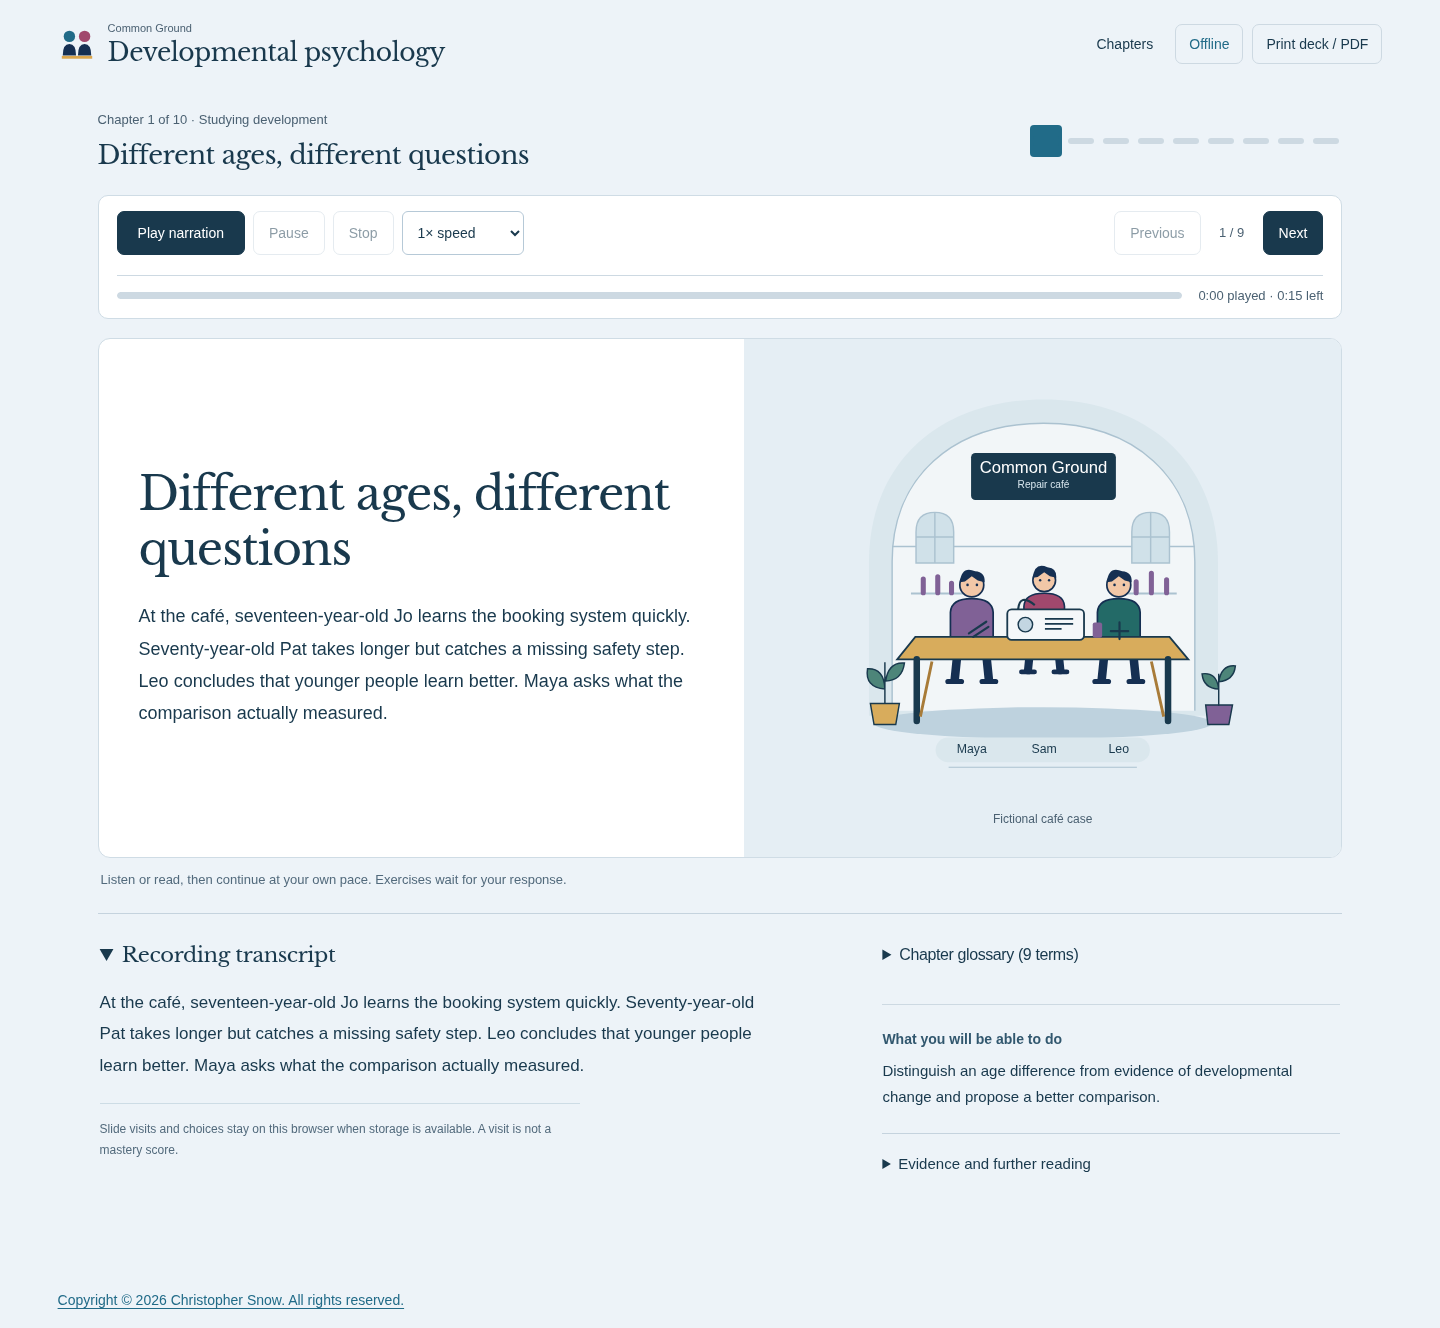 Common Ground
Developmental psychology
Chapters
Offline
Print deck / PDF
Chapter 1 of 10 · Studying development
Different ages, different questions
Play narration
Pause
Stop
1× speed
Previous
1 / 9
Next
0:00 played · 0:15 left
Different ages, different
questions
At the café, seventeen-year-old Jo learns the booking system quickly.
Seventy-year-old Pat takes longer but catches a missing safety step.
Leo concludes that younger people learn better. Maya asks what the
comparison actually measured.
Common Ground
Repair café
Maya
Sam
Leo
Fictional café case
Listen or read, then continue at your own pace. Exercises wait for your response.
Recording transcript
At the café, seventeen-year-old Jo learns the booking system quickly. Seventy-year-old
Pat takes longer but catches a missing safety step. Leo concludes that younger people
learn better. Maya asks what the comparison actually measured.
Slide visits and choices stay on this browser when storage is available. A visit is not a
mastery score.
Chapter glossary (9 terms)
What you will be able to do
Distinguish an age difference from evidence of developmental
change and propose a better comparison.
Evidence and further reading
Copyright © 2026 Christopher Snow. All rights reserved.